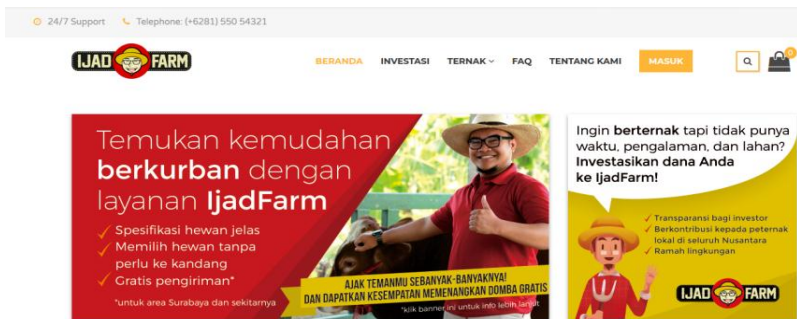 24/7 Support Telephone: (+6281) 550 54321
IJAD FARM
BERANDA INVESTASI TERNAK FAQ TENTANG KAMI MASUK 0
Temukan kemudahan
berkurban dengan
layanan IjadFarm
Spesifikasi hewan jelas
Memilih hewan tanpa
perlu ke kandang
Gratis pengiriman*
*untuk area Surabaya dan sekitarnya
AJAK TEMANMU SEBANYAK-BANYAKNYA!
DAN DAPATKAN KESEMPATAN MEMENANGKAN DOMBA GRATIS
*klik banner ini untuk info lebih lanjut
Ingin berternak tapi tidak punya
waktu, pengalaman, dan lahan?
Investasikan dana Anda
ke IjadFarm!
Transparansi bagi investor
Berkontribusi kepada peternak
lokal di seluruh Nusantara
Ramah lingkungan
IJAD FARM